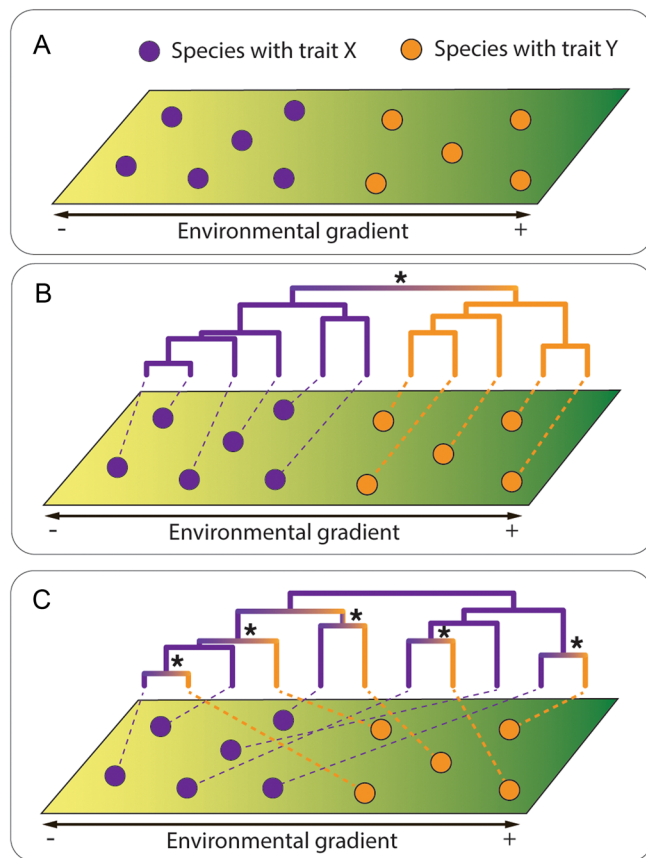 A
Species with trait X
Species with trait Y
- Environmental gradient +
B
*
- Environmental gradient +
C
* * * * *
- Environmental gradient +